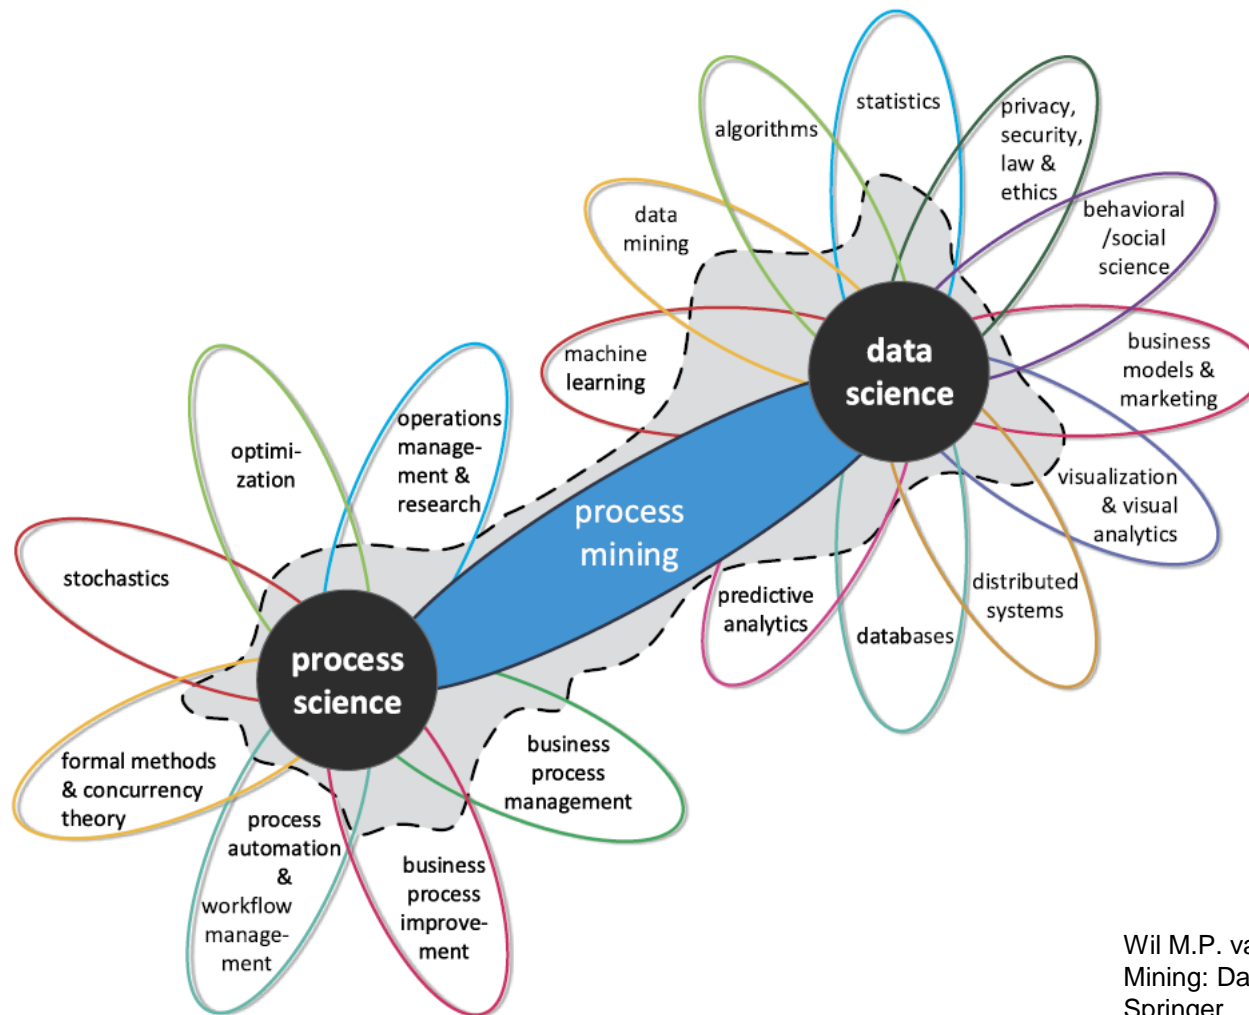 statistics
privacy,
security,
law &
ethics
algorithms
behavioral
/social
science
data
mining
business
models &
marketing
machine
learning
data
science
visualization
& visual
analytics
distributed
systems
databases
predictive
analytics
process
mining
operations
manage-
ment &
research
optimi-
zation
stochastics
process
science
formal methods
& concurrency
theory
process
automation
&
workflow
manage-
ment
business
process
improve-
ment
business
process
management
Wil M.P. va
Mining: Da
Springer